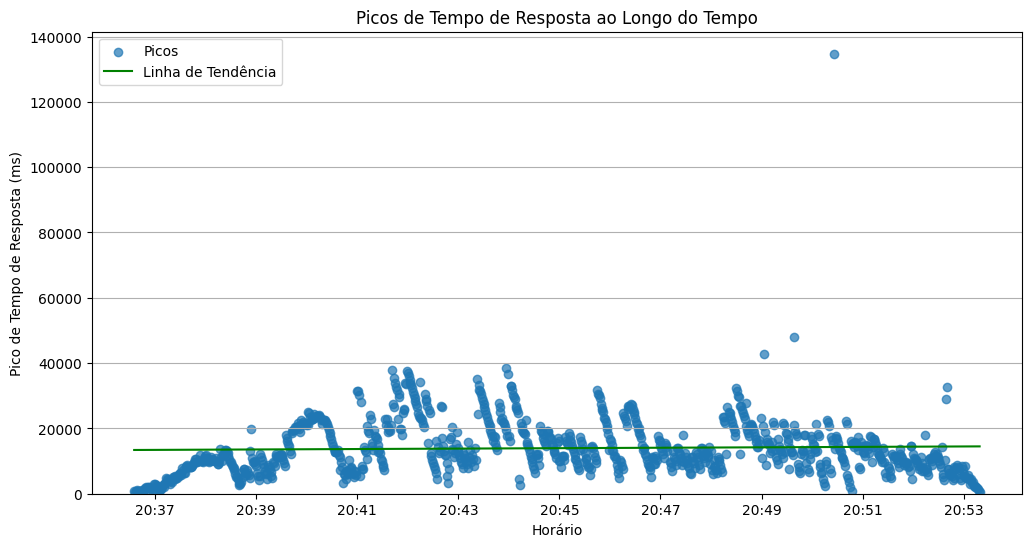 Picos de Tempo de Resposta ao Longo do Tempo
Picos
Linha de Tendência
Pico de Tempo de Resposta (ms)
140000
120000
100000
80000
60000
40000
20000
0
20:37 20:39 20:41 20:43 20:45 20:47 20:49 20:51 20:53
Horário